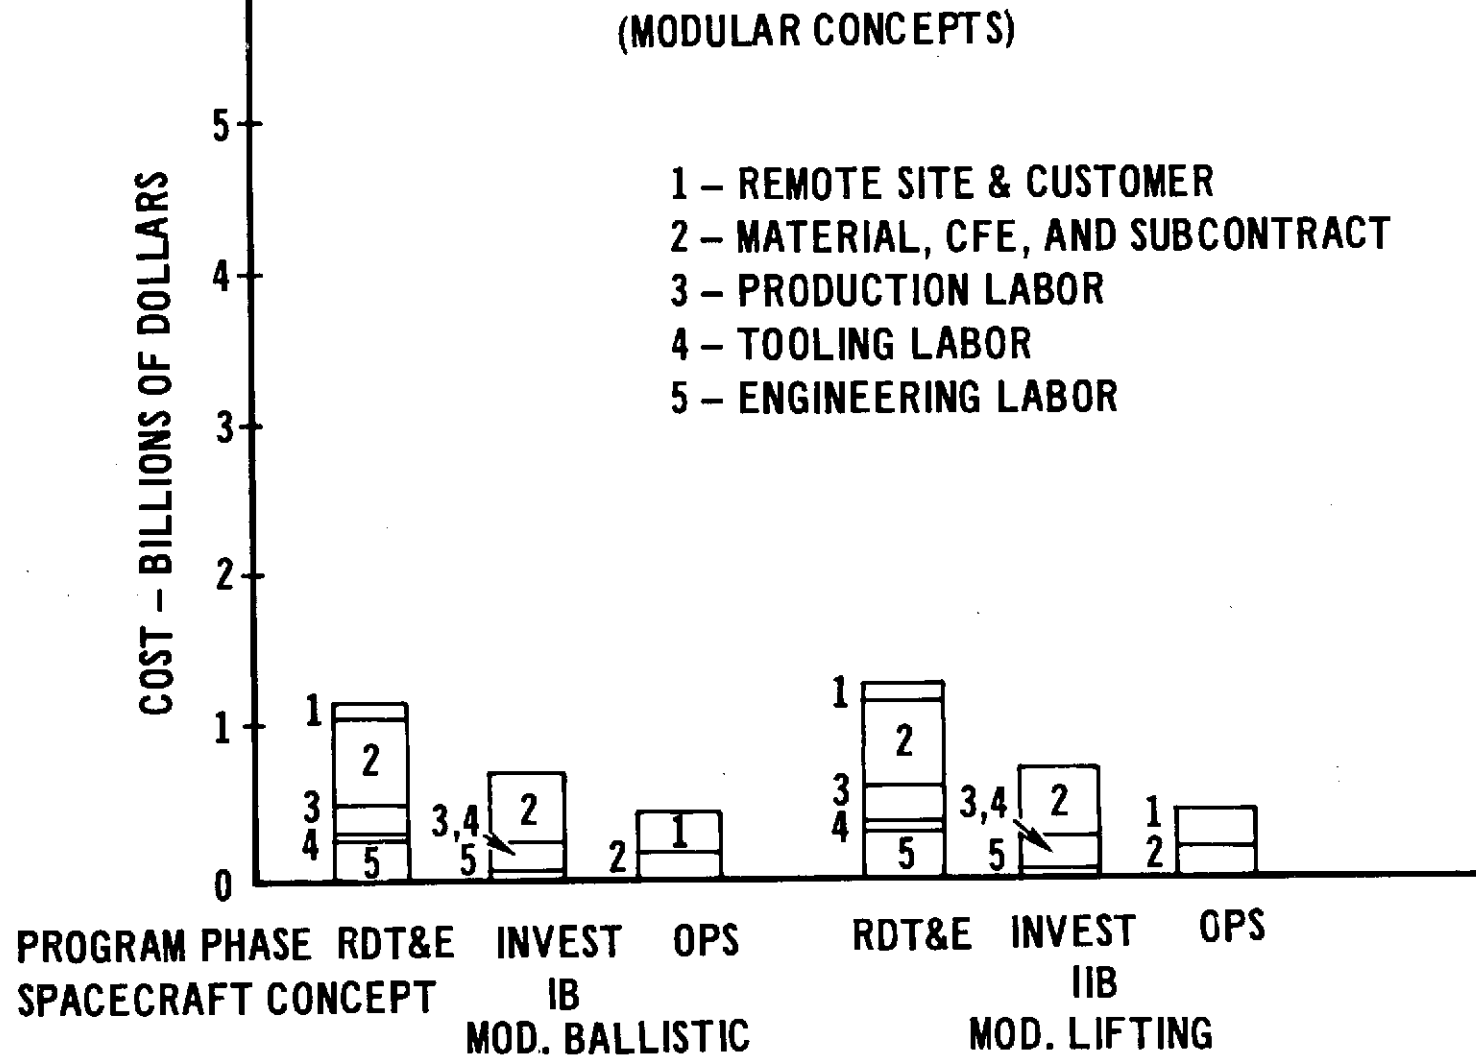 (MODULAR CONCEPTS)
5
4
3
2
1
0
COST – BILLIONS OF DOLLARS
1 – REMOTE SITE & CUSTOMER
2 – MATERIAL, CFE, AND SUBCONTRACT
3 – PRODUCTION LABOR
4 – TOOLING LABOR
5 – ENGINEERING LABOR
1
2
3
4
5
2
3,4
5
1
2
1
2
3
4
5
2
3,4
5
1
2
PROGRAM PHASE RDT&E INVEST OPS RDT&E INVEST OPS
SPACECRAFT CONCEPT IB IIB
MOD. BALLISTIC MOD. LIFTING